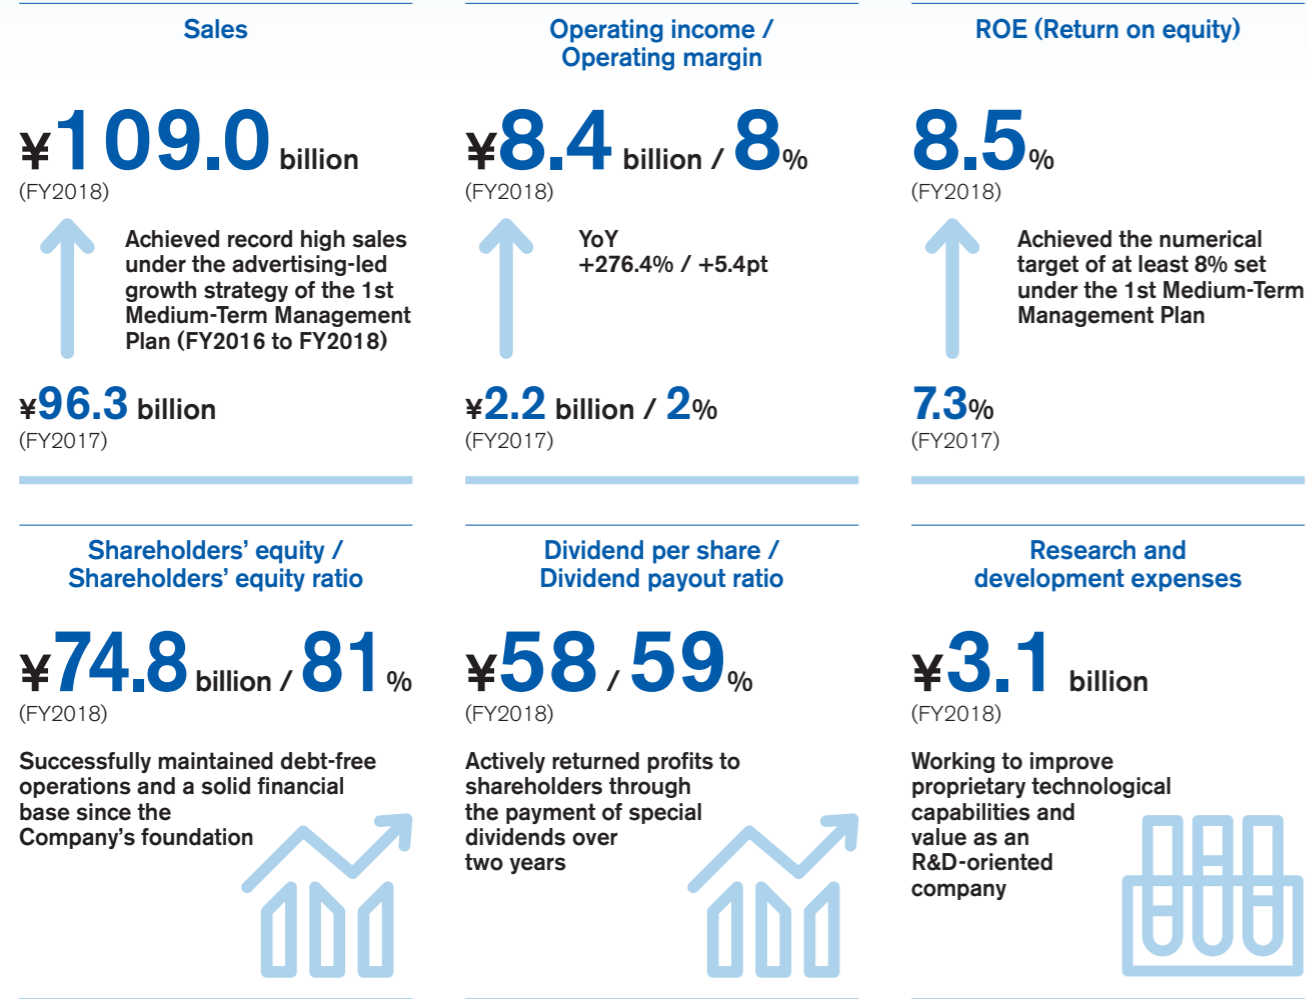 Sales
¥109.0 billion
(FY2018)
Achieved record high sales
under the advertising-led
growth strategy of the 1st
Medium-Term Management
Plan (FY2016 to FY2018)
¥96.3 billion
(FY2017)
Operating income /
Operating margin
¥8.4 billion / 8%
(FY2018)
YoY
+276.4% / +5.4pt
¥2.2 billion / 2%
(FY2017)
ROE (Return on equity)
8.5%
(FY2018)
Achieved the numerical
target of at least 8% set
under the 1st Medium-Term
Management Plan
7.3%
(FY2017)
Shareholders’ equity /
Shareholders’ equity ratio
¥74.8 billion / 81%
(FY2018)
Successfully maintained debt-free
operations and a solid financial
base since the
Company’s foundation
Dividend per share /
Dividend payout ratio
¥58 / 59%
(FY2018)
Actively returned profits to
shareholders through
the payment of special
dividends over
two years
Research and
development expenses
¥3.1 billion
(FY2018)
Working to improve
proprietary technological
capabilities and
value as an
R&D-oriented
company